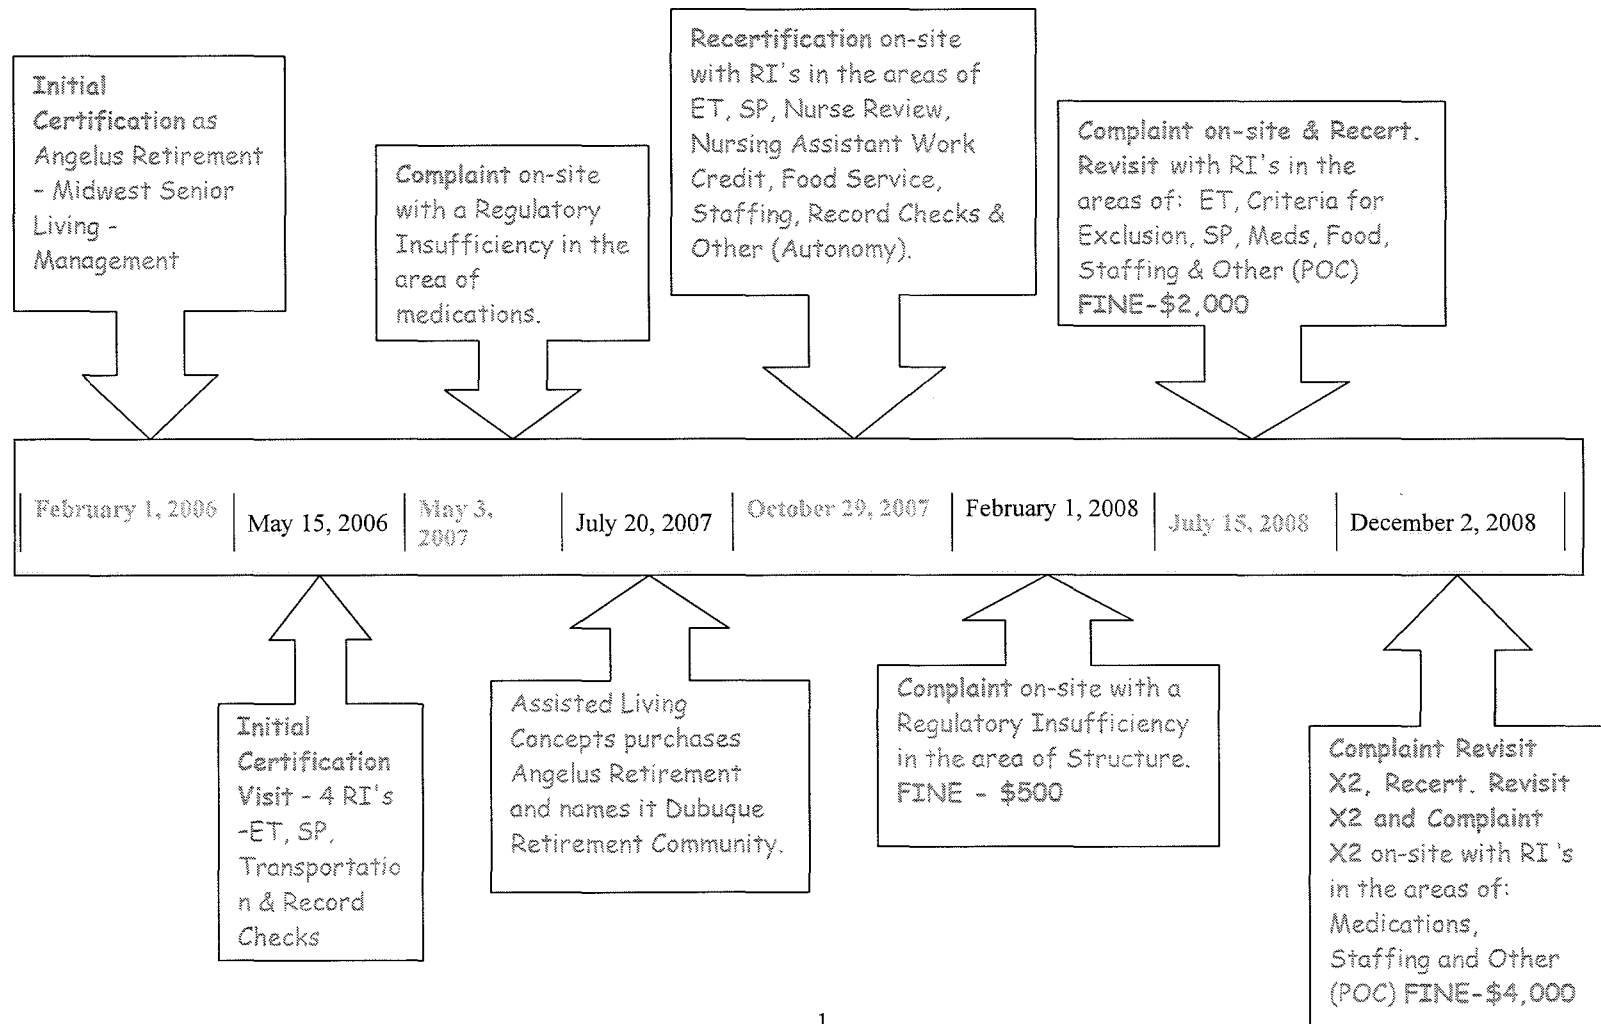 Initial
Certification as
Angelus Retirement
- Midwest Senior
Living -
Management
Complaint on-site
with a Regulatory
Insufficiency in the
area of
medications.
Recertification on-site
with RI's in the areas of
ET, SP, Nurse Review,
Nursing Assistant Work
Credit, Food Service,
Staffing, Record Checks &
Other (Autonomy).
Complaint on-site & Recert.
Revisit with RI's in the
areas of: ET, Criteria for
Exclusion, SP, Meds, Food,
Staffing & Other (POC)
FINE-$2,000
February 1, 2006
May 15, 2006
May 3,
2007
July 20, 2007
October 29, 2007
February 1, 2008
July 15, 2008
December 2, 2008
Initial
Certification
Visit - 4 RI's
-ET, SP,
Transportatio
n & Record
Checks
Assisted Living
Concepts purchases
Angelus Retirement
and names it Dubuque
Retirement Community.
Complaint on-site with a
Regulatory Insufficiency
in the area of Structure.
FINE - $500
Complaint Revisit
X2, Recert. Revisit
X2 and Complaint
X2 on-site with RI 's
in the areas of:
Medications,
Staffing and Other
(POC) FINE-$4,000
1